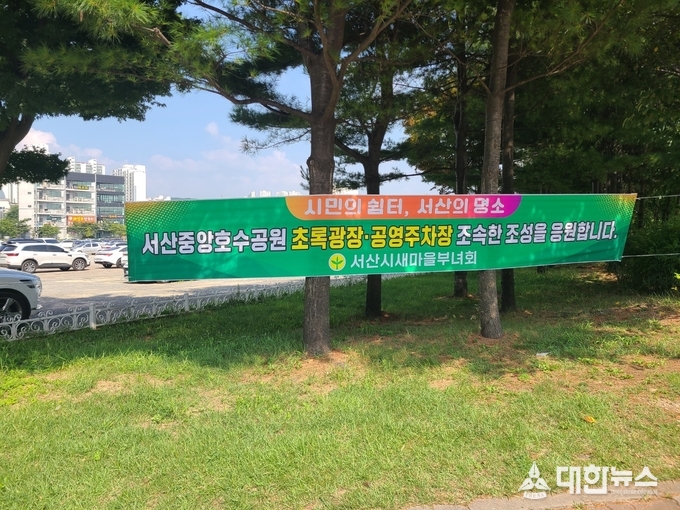 시민의 쉼터, 서산의 명소
서산중앙호수공원 초록광장·공영주차장 조속한 조성을 응원합니다.
서산시새마을부녀회
대한뉴스